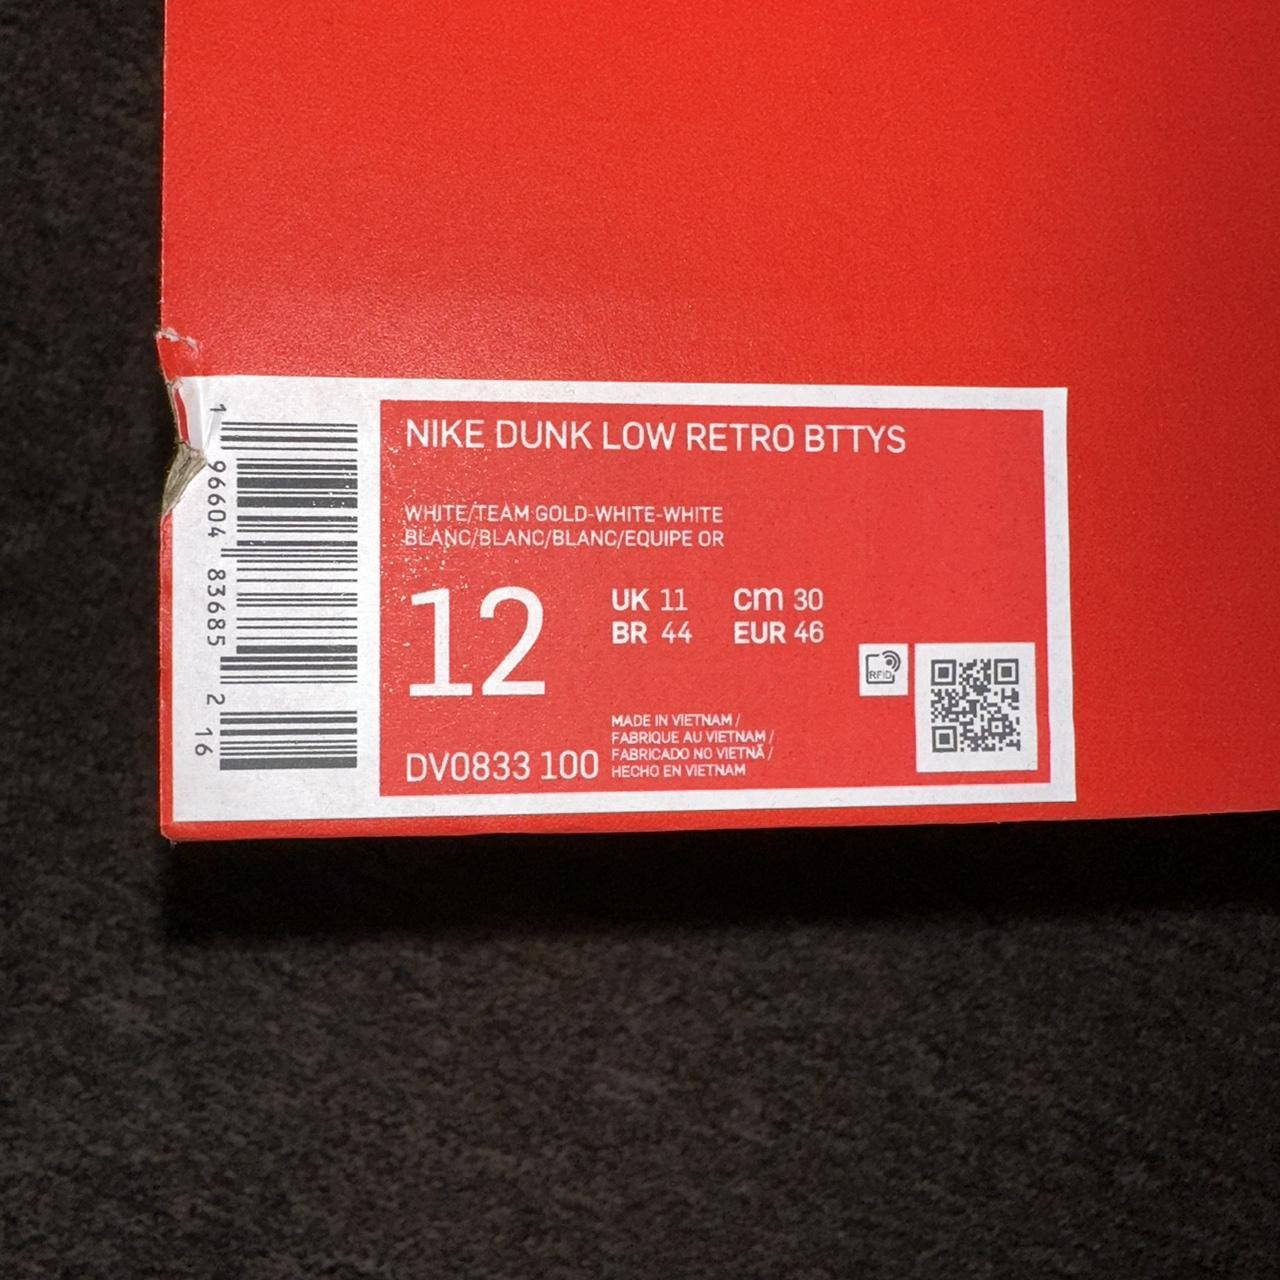 NIKE DUNK LOW RETRO BTTYS
WHITE/TEAM GOLD-WHITE-WHITE
BLANC/BLANC/BLANC/EQUIPE OR
12
UK 11 cm 30
BR 44 EUR 46
RFID
MADE IN VIETNAM /
FABRIQUE AU VIETNAM /
FABRICADO NO VIETNÃ /
HECHO EN VIETNAM
DV0833 100
1 96604 83685 2 16